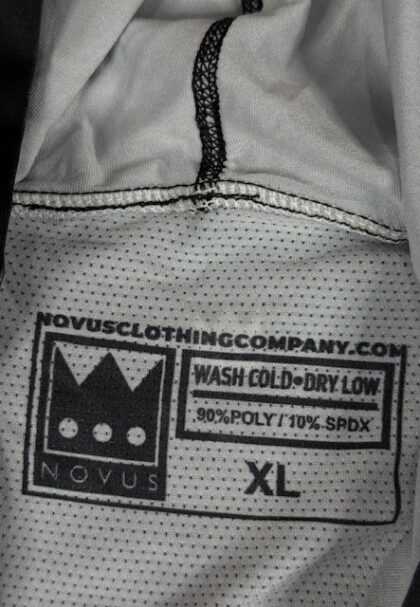 NOVUSCLOTHINGCOMPANY.COM
WASH COLD•DRY LOW
90%POLY / 10% SPDX
NOVUS
XL